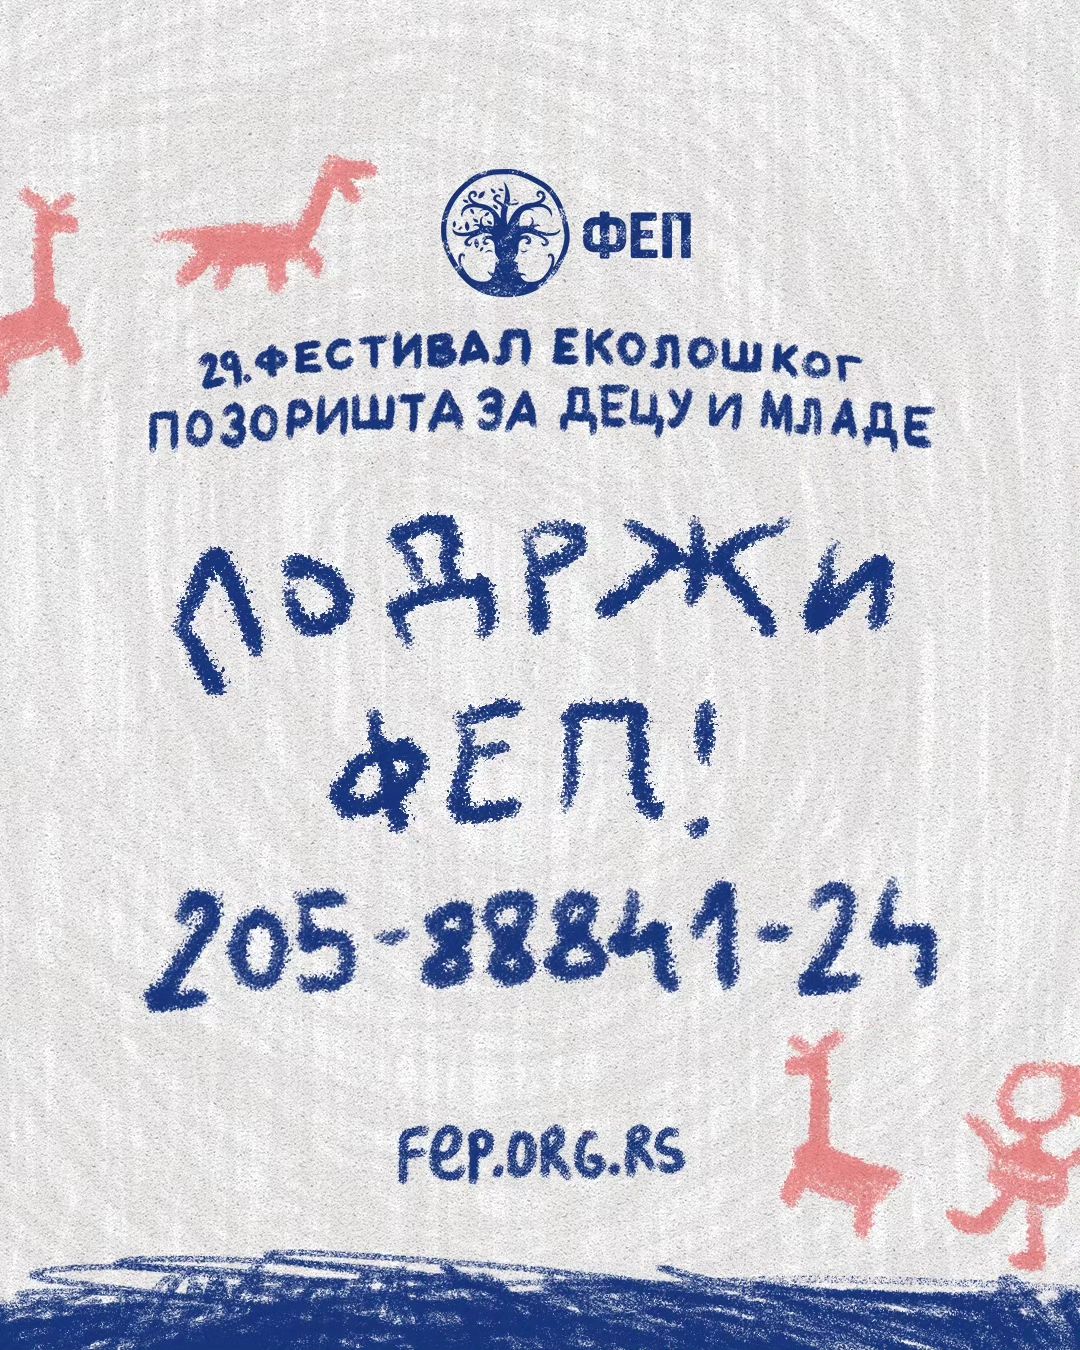 ФЕП
29. ФЕСТИВАЛ ЕКОЛОШКОГ
ПОЗОРИШТА ЗА ДЕЦУ И МЛАДЕ
ПОДРЖИ
ФЕП!
205-88841-24
FEP.ORG.RS